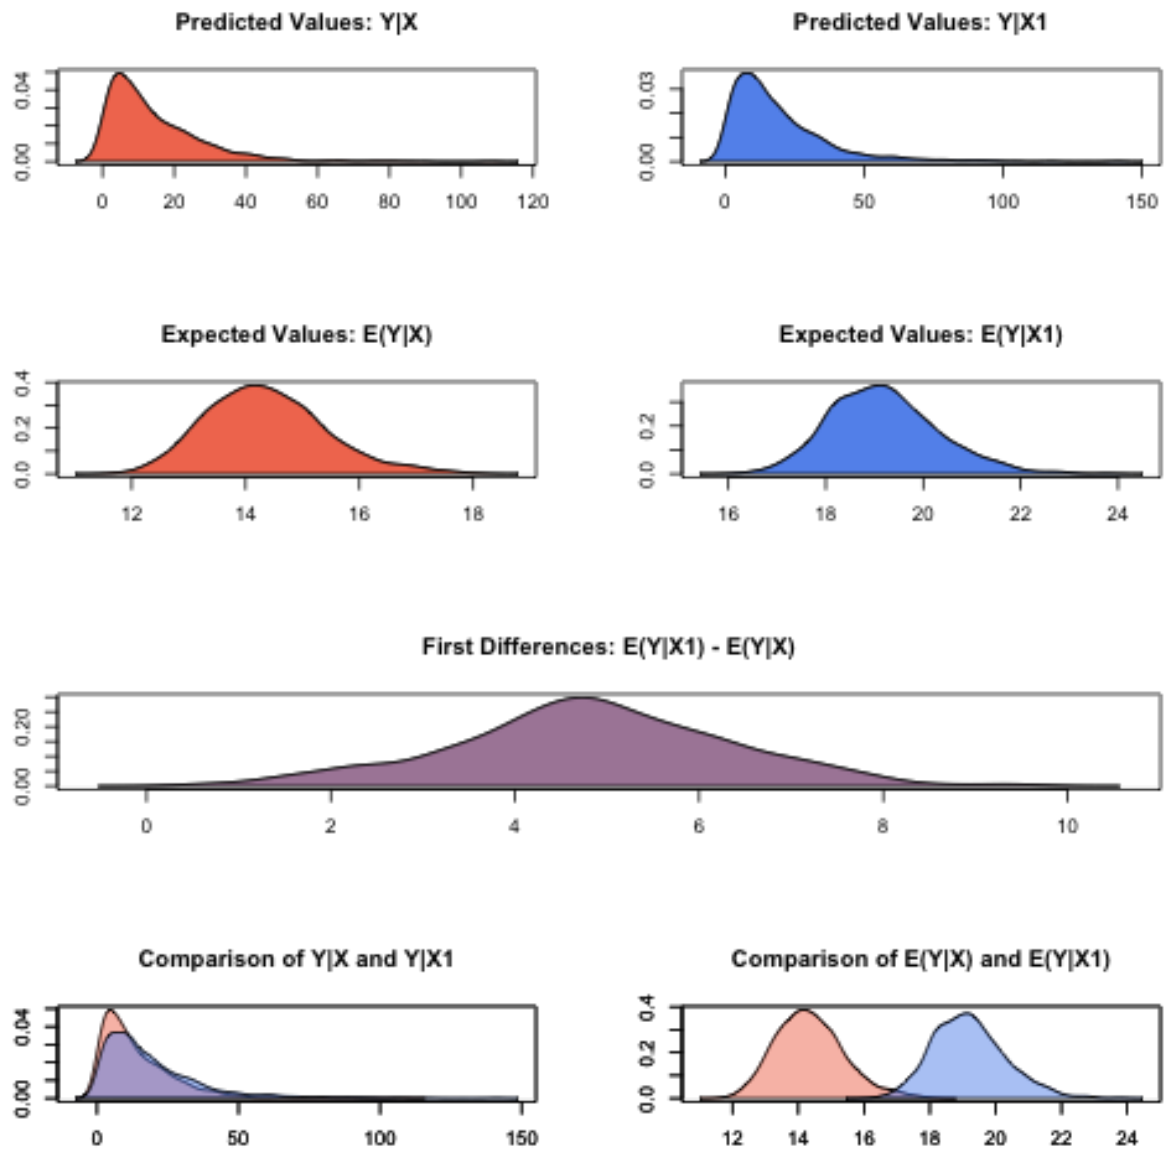 Predicted Values: Y|X
0.04
0.00
0 20 40 60 80 100 120
Predicted Values: Y|X1
0.03
0.00
0 50 100 150
Expected Values: E(Y|X)
0.4
0.2
0.0
12 14 16 18
Expected Values: E(Y|X1)
0.2
0.0
16 18 20 22 24
First Differences: E(Y|X1) - E(Y|X)
0.20
0.00
0 2 4 6 8 10
Comparison of Y|X and Y|X1
0.04
0.00
0 50 100 150
Comparison of E(Y|X) and E(Y|X1)
0.4
0.2
0.0
12 14 16 18 20 22 24